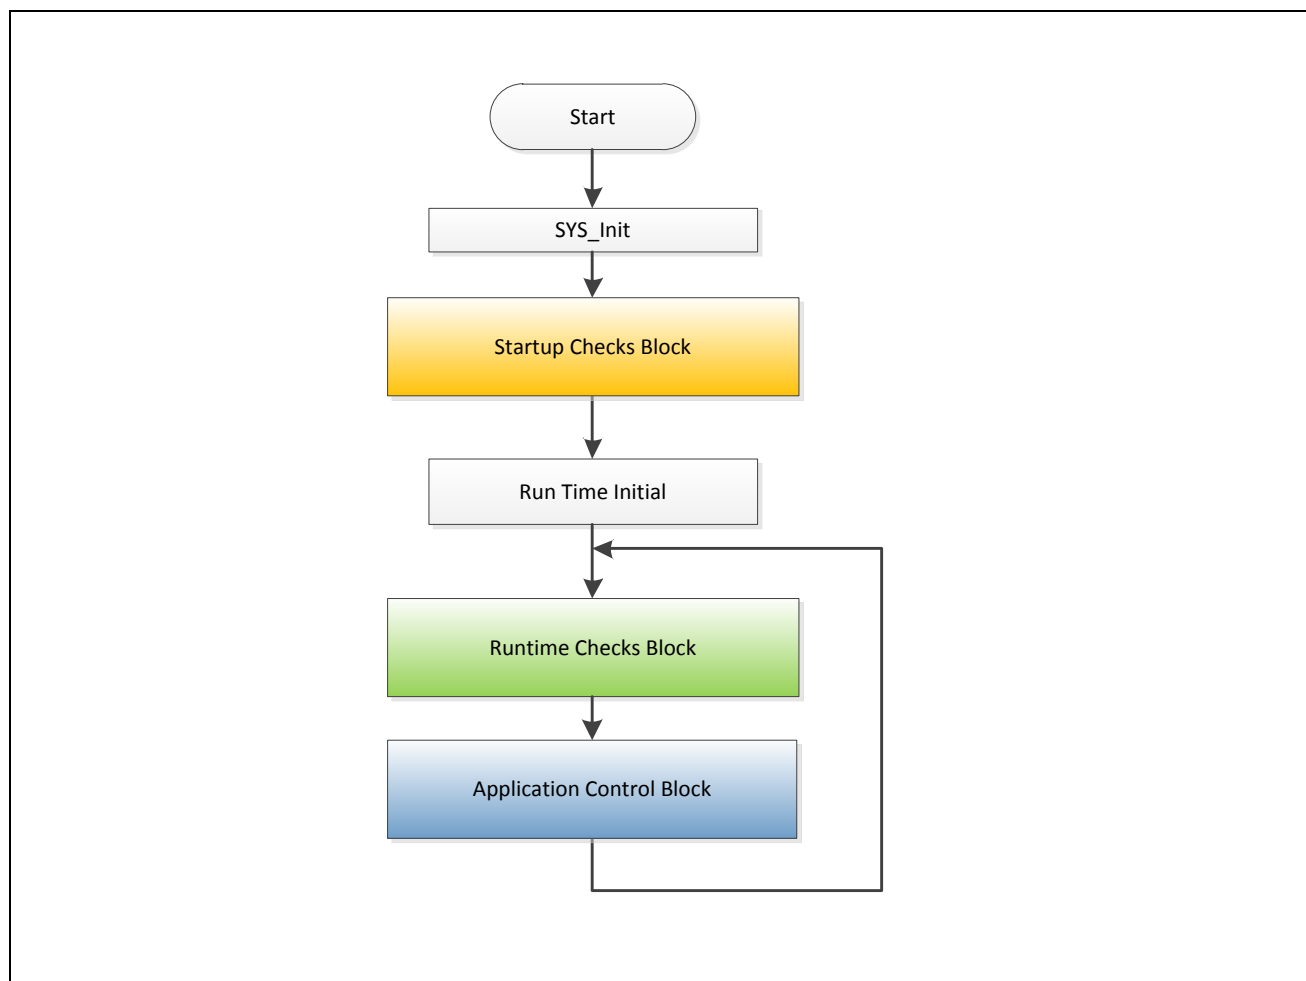 Start
SYS_Init
Startup Checks Block
Run Time Initial
Runtime Checks Block
Application Control Block